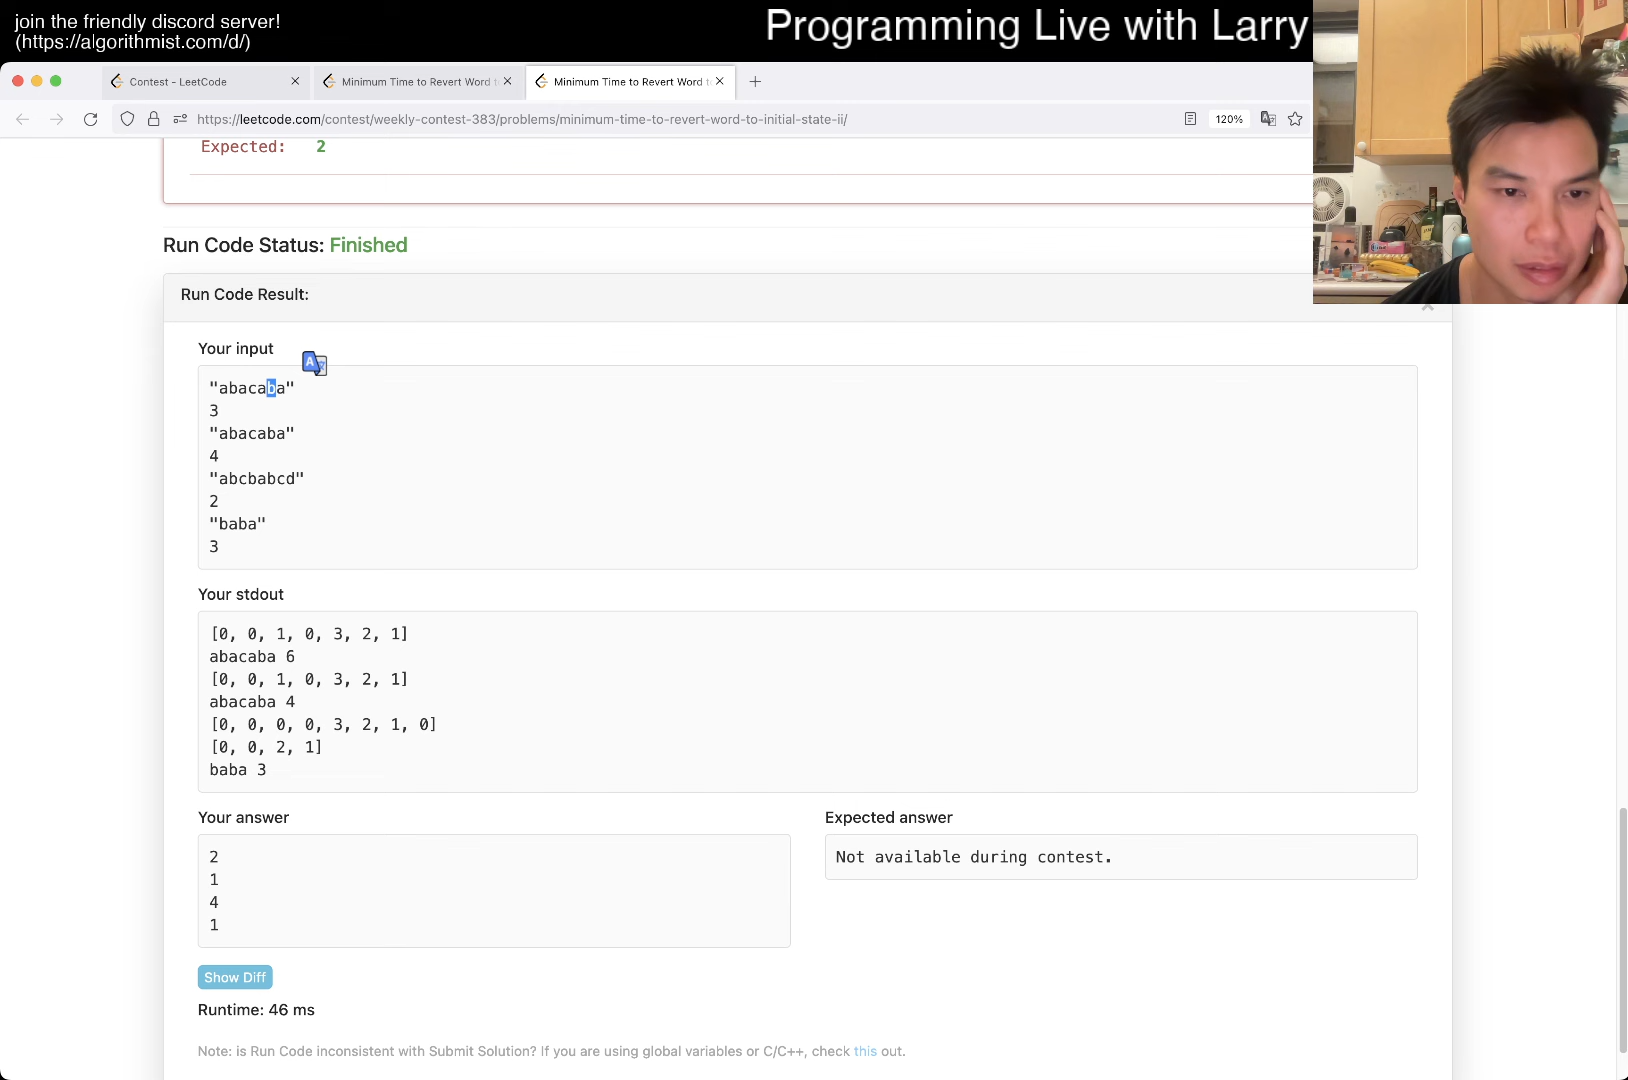 join the friendly discord server!
(https://algorithmist.com/d/)
Programming Live with Larry
Contest - LeetCode
Minimum Time to Revert Word t
Minimum Time to Revert Word to
https://leetcode.com/contest/weekly-contest-383/problems/minimum-time-to-revert-word-to-initial-state-ii/
120%
Expected: 2
Run Code Status: Finished
Run Code Result:
Your input
"abacaba"
3
"abacaba"
4
"abcbabcd"
2
"baba"
3
Your stdout
[0, 0, 1, 0, 3, 2, 1]
abacaba 6
[0, 0, 1, 0, 3, 2, 1]
abacaba 4
[0, 0, 0, 0, 3, 2, 1, 0]
[0, 0, 2, 1]
baba 3
Your answer
Expected answer
2
1
4
1
Not available during contest.
Show Diff
Runtime: 46 ms
Note: is Run Code inconsistent with Submit Solution? If you are using global variables or C/C++, check this out.